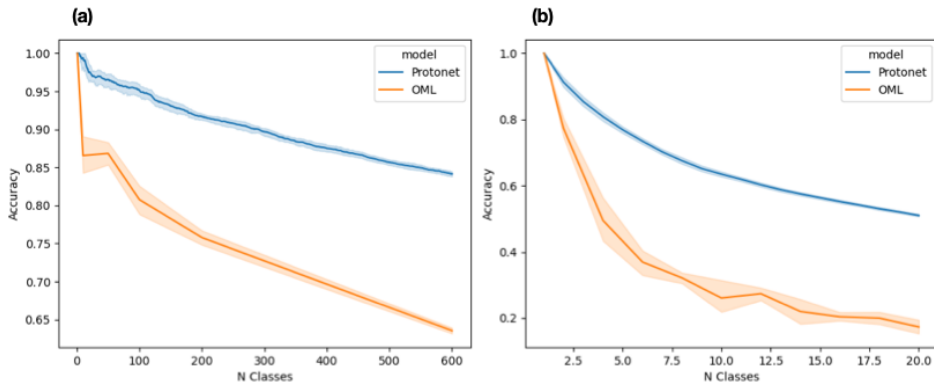 (a)
(b)
model
Protonet
OML
1.00
0.95
0.90
0.85
0.80
0.75
0.70
0.65
Accuracy
0
100
200
300
400
500
600
N Classes
model
Protonet
OML
1.0
0.8
0.6
0.4
0.2
Accuracy
2.5
5.0
7.5
10.0
12.5
15.0
17.5
20.0
N Classes